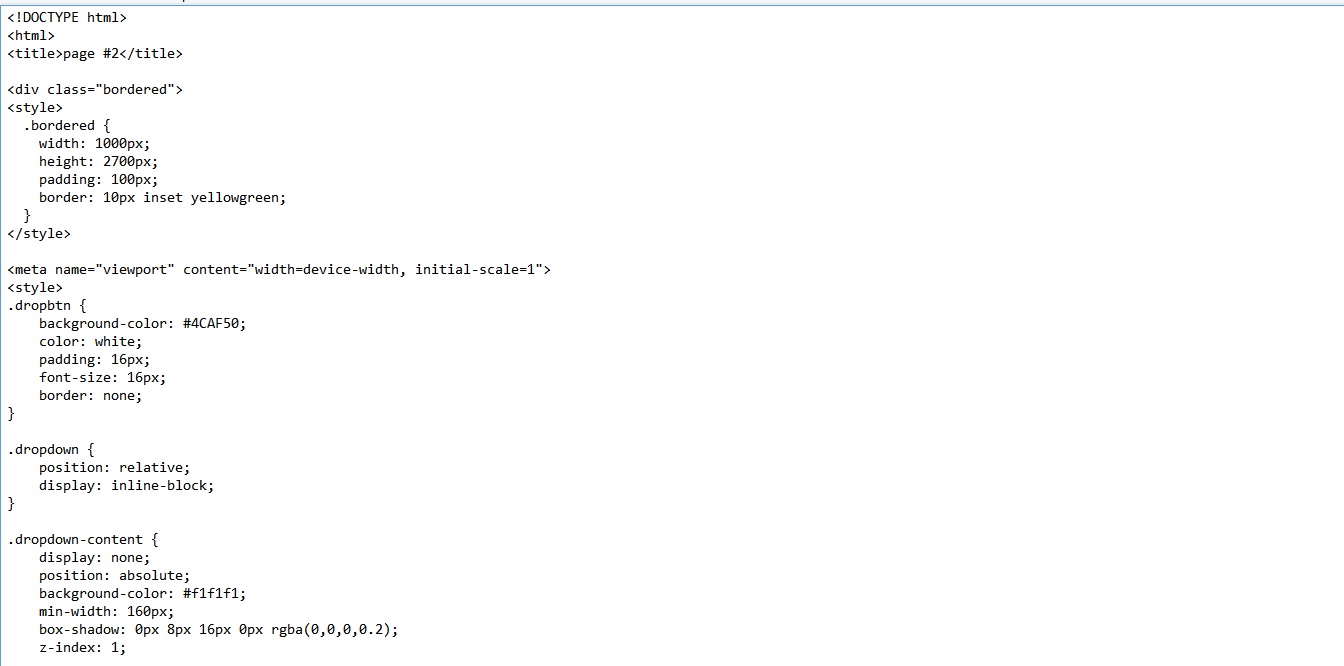 <!DOCTYPE html>
<html>
<title>page #2</title>

<div class="bordered">
<style>
  .bordered {
    width: 1000px;
    height: 2700px;
    padding: 100px;
    border: 10px inset yellowgreen;
  }
</style>

<meta name="viewport" content="width=device-width, initial-scale=1">
<style>
.dropbtn {
    background-color: #4CAF50;
    color: white;
    padding: 16px;
    font-size: 16px;
    border: none;
}

.dropdown {
    position: relative;
    display: inline-block;
}

.dropdown-content {
    display: none;
    position: absolute;
    background-color: #f1f1f1;
    min-width: 160px;
    box-shadow: 0px 8px 16px 0px rgba(0,0,0,0.2);
    z-index: 1;